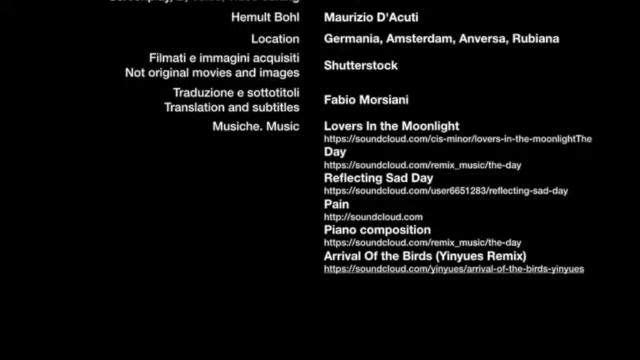 Hemult Bohl Maurizio D'Acuti
Location Germania, Amsterdam, Anversa, Rubiana
Filmati e immagini acquisiti
Not original movies and images
Shutterstock
Traduzione e sottotitoli
Translation and subtitles
Fabio Morsiani
Musiche. Music Lovers In the Moonlight
https://soundcloud.com/cis-minor/lovers-in-the-moonlightThe
Day
https://soundcloud.com/remix_music/the-day
Reflecting Sad Day
https://soundcloud.com/user6651283/reflecting-sad-day
Pain
http://soundcloud.com
Piano composition
https://soundcloud.com/remix_music/the-day
Arrival Of the Birds (Yinyues Remix)
https://soundcloud.com/yinyues/arrival-of-the-birds-yinyues